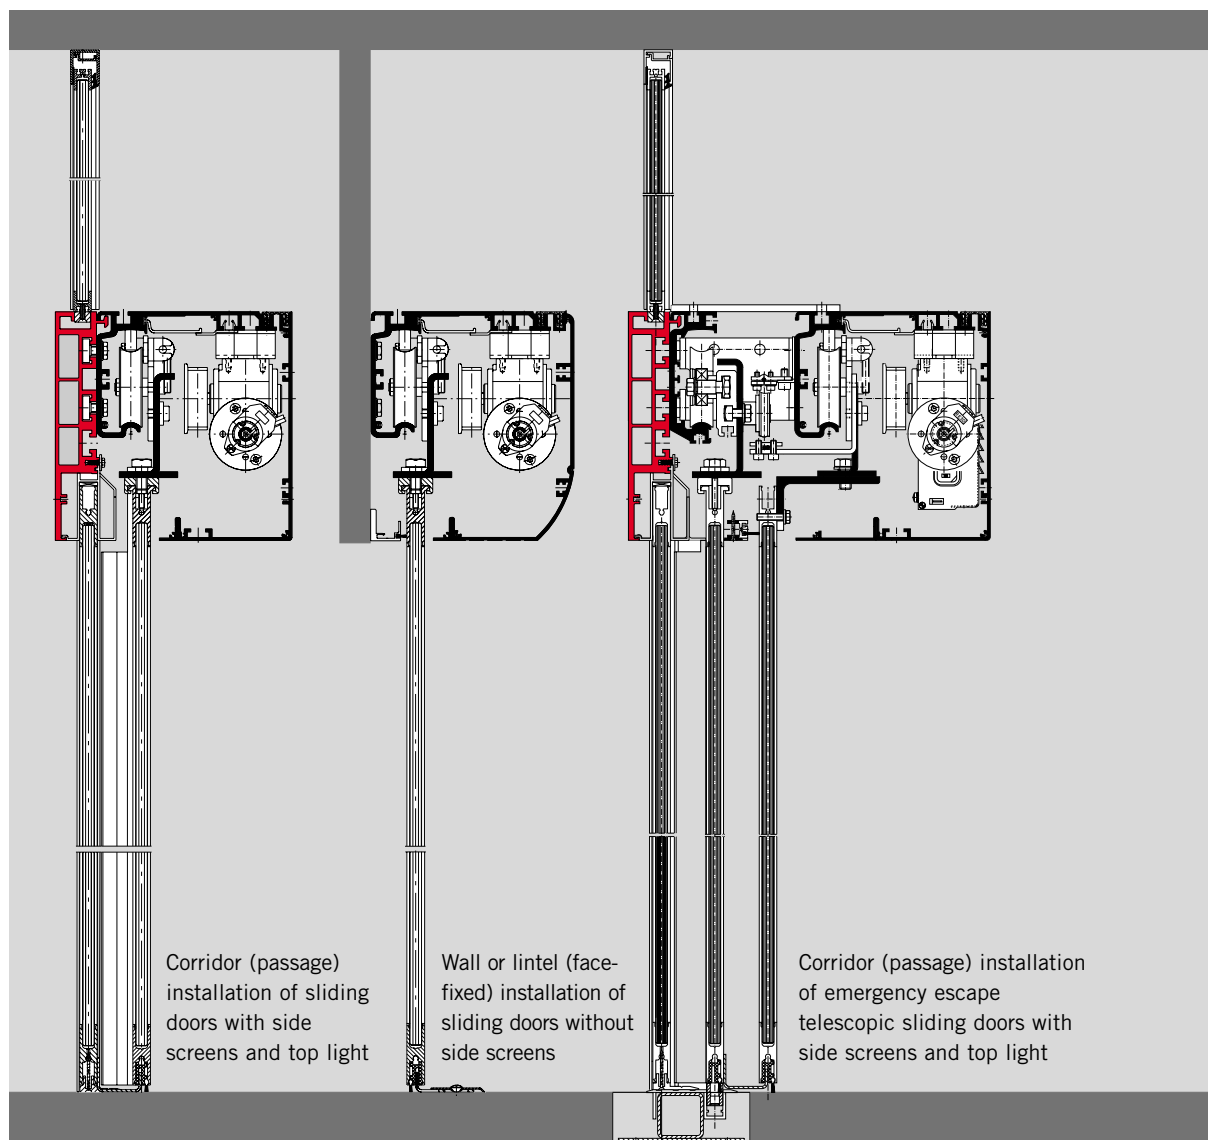 Corridor (passage)
installation of sliding
doors with side
screens and top light
Wall or lintel (face-
fixed) installation of
sliding doors without
side screens
Corridor (passage) installation
of emergency escape
telescopic sliding doors with
side screens and top light